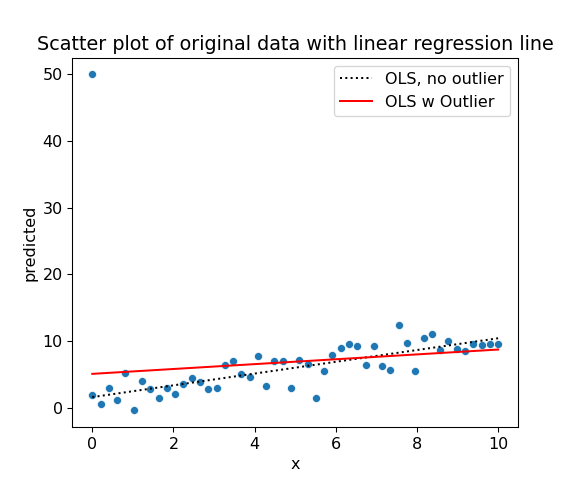 Scatter plot of original data with linear regression line
50
40
30
20
10
0
predicted
OLS, no outlier
OLS w Outlier
0 2 4 6 8 10
x